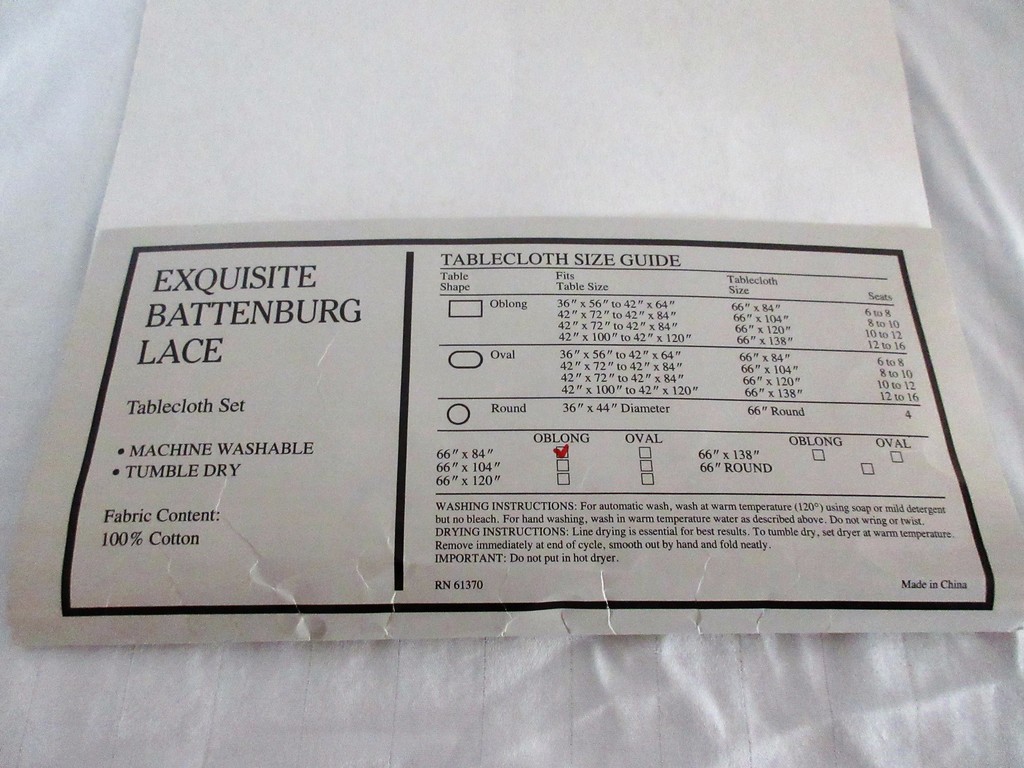 EXQUISITE
BATTENBURG
LACE
Tablecloth Set
• MACHINE WASHABLE
• TUMBLE DRY
Fabric Content:
100% Cotton
TABLECLOTH SIZE GUIDE
Table Shape Fits Table Size Tablecloth Size Seats
Oblong 36" x 56" to 42" x 64" 66" x 84" 6 to 8
42" x 72" to 42" x 84" 66" x 104" 8 to 10
42" x 72" to 42" x 84" 66" x 120" 10 to 12
42" x 100" to 42" x 120" 66" x 138" 12 to 16
Oval 36" x 56" to 42" x 64" 66" x 84" 6 to 8
42" x 72" to 42" x 84" 66" x 104" 8 to 10
42" x 72" to 42" x 84" 66" x 120" 10 to 12
42" x 100" to 42" x 120" 66" x 138" 12 to 16
Round 36" x 44" Diameter 66" Round 4
OBLONG OVAL OBLONG OVAL
66" x 84" 66" x 138"
66" x 104" 66" ROUND
66" x 120"
WASHING INSTRUCTIONS: For automatic wash, wash at warm temperature (120°) using soap or mild detergent
but no bleach. For hand washing, wash in warm temperature water as described above. Do not wring or twist.
DRYING INSTRUCTIONS: Line drying is essential for best results. To tumble dry, set dryer at warm temperature.
Remove immediately at end of cycle, smooth out by hand and fold neatly.
IMPORTANT: Do not put in hot dryer.
RN 61370 Made in China